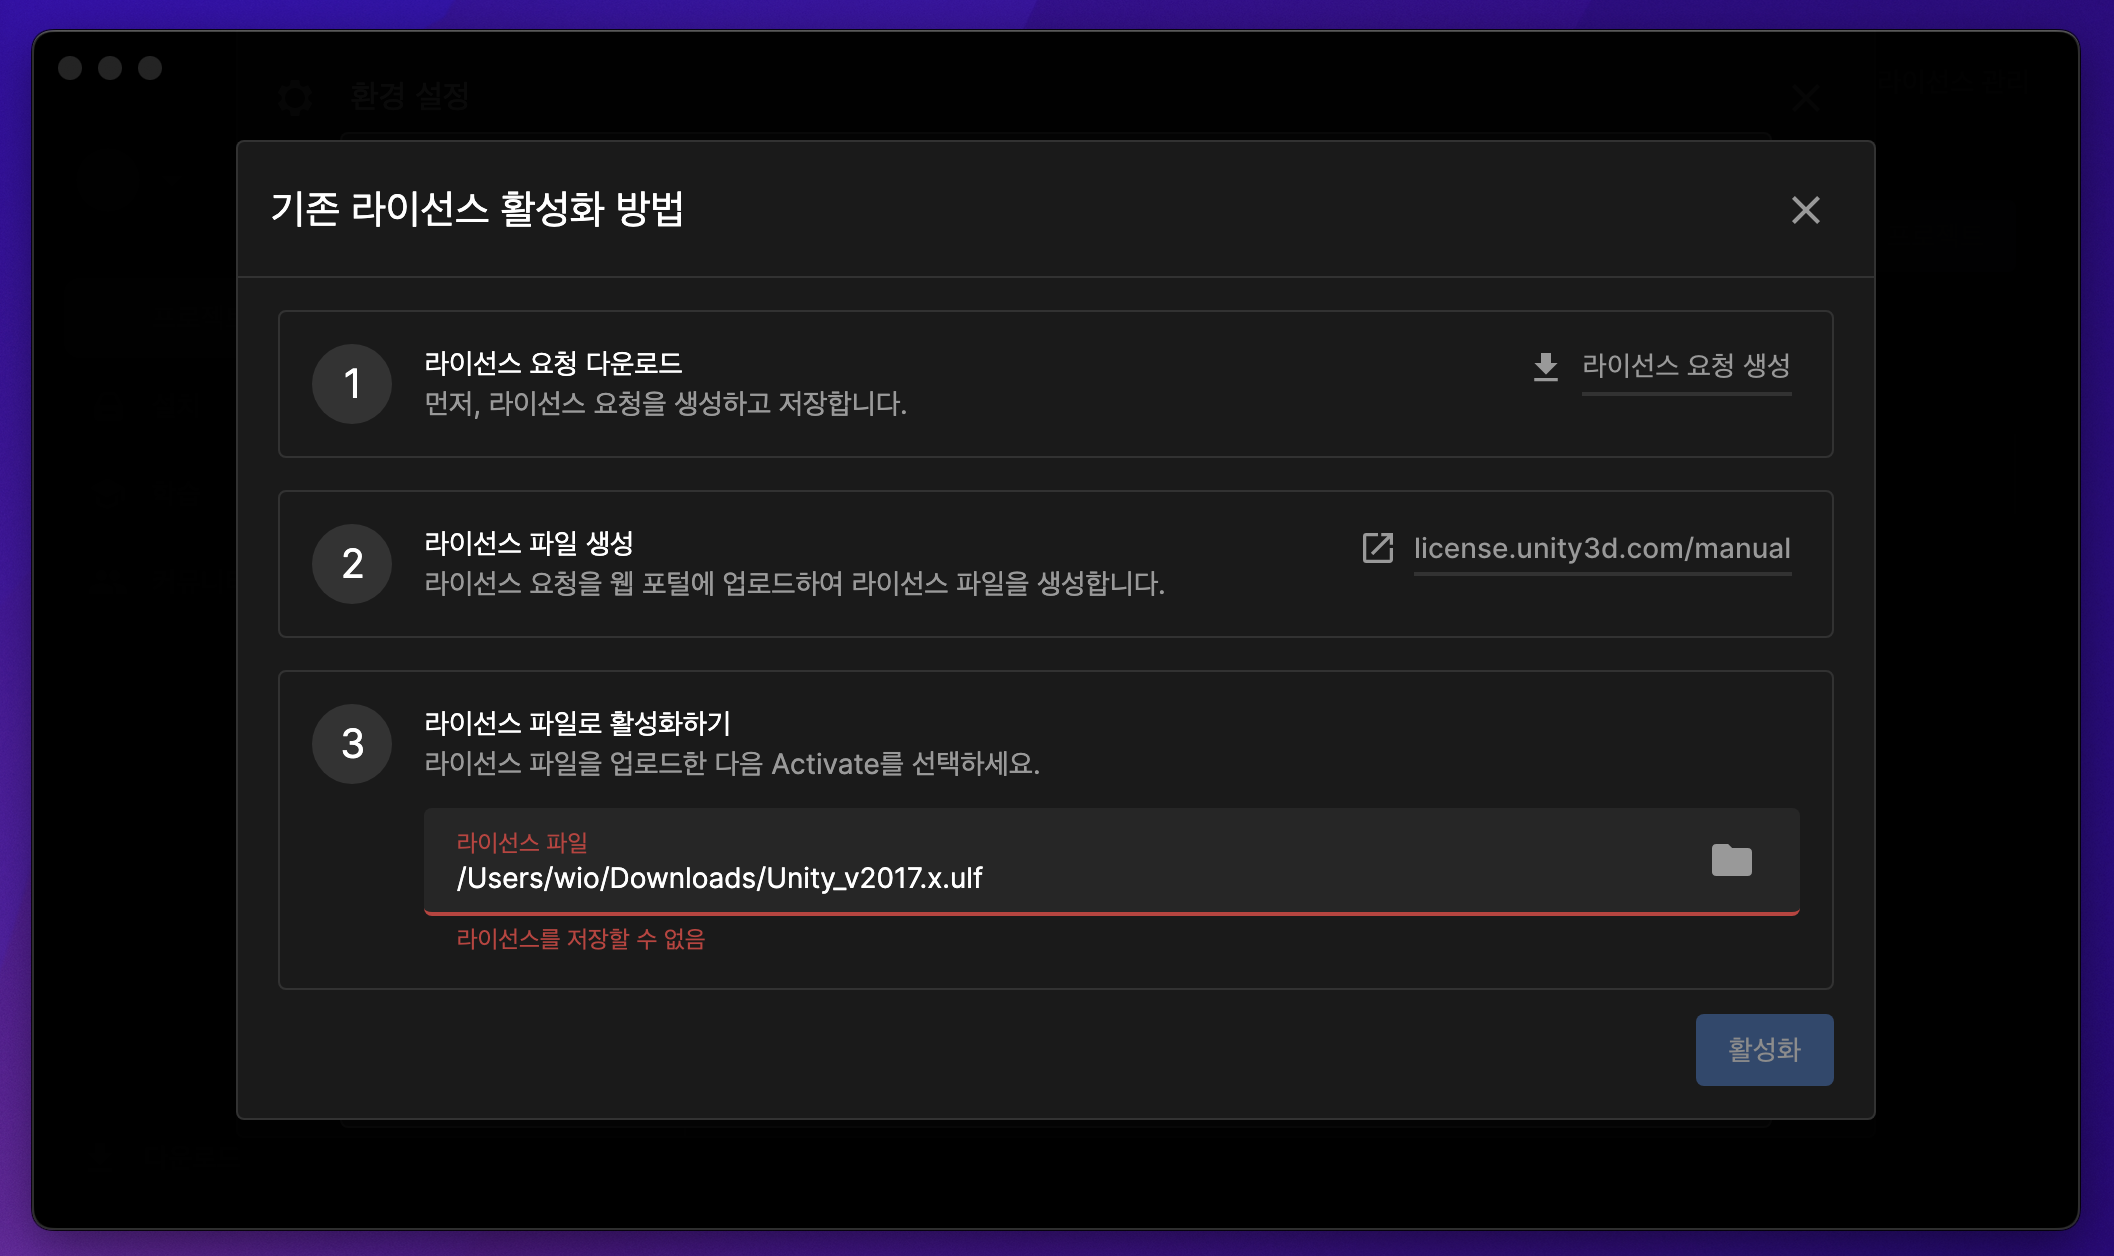 환경 설정
라이선스 관리
기존 라이선스 활성화 방법
1
라이선스 요청 다운로드
먼저, 라이선스 요청을 생성하고 저장합니다.
라이선스 요청 생성
2
라이선스 파일 생성
라이선스 요청을 웹 포털에 업로드하여 라이선스 파일을 생성합니다.
license.unity3d.com/manual
3
라이선스 파일로 활성화하기
라이선스 파일을 업로드한 다음 Activate를 선택하세요.
라이선스 파일
/Users/wio/Downloads/Unity_v2017.x.ulf
라이선스를 저장할 수 없음
활성화